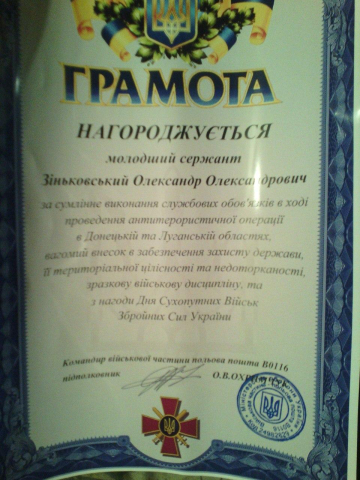 ГРАМОТА
НАГОРОДЖУЄТЬСЯ
молодший сержант
Зіньковський Олександр Олександрович
за сумлінне виконання службових обов'язків в ході
проведення антитерористичної операції
в Донецькій та Луганській областях,
вагомий внесок в забезпечення захисту держави,
її територіальної цілісності та недоторканості,
зразкову військову дисципліну, та
з нагоди Дня Сухопутних Військ
Збройних Сил України
Командир військової частини польова пошта В0116
підполковник О.В.